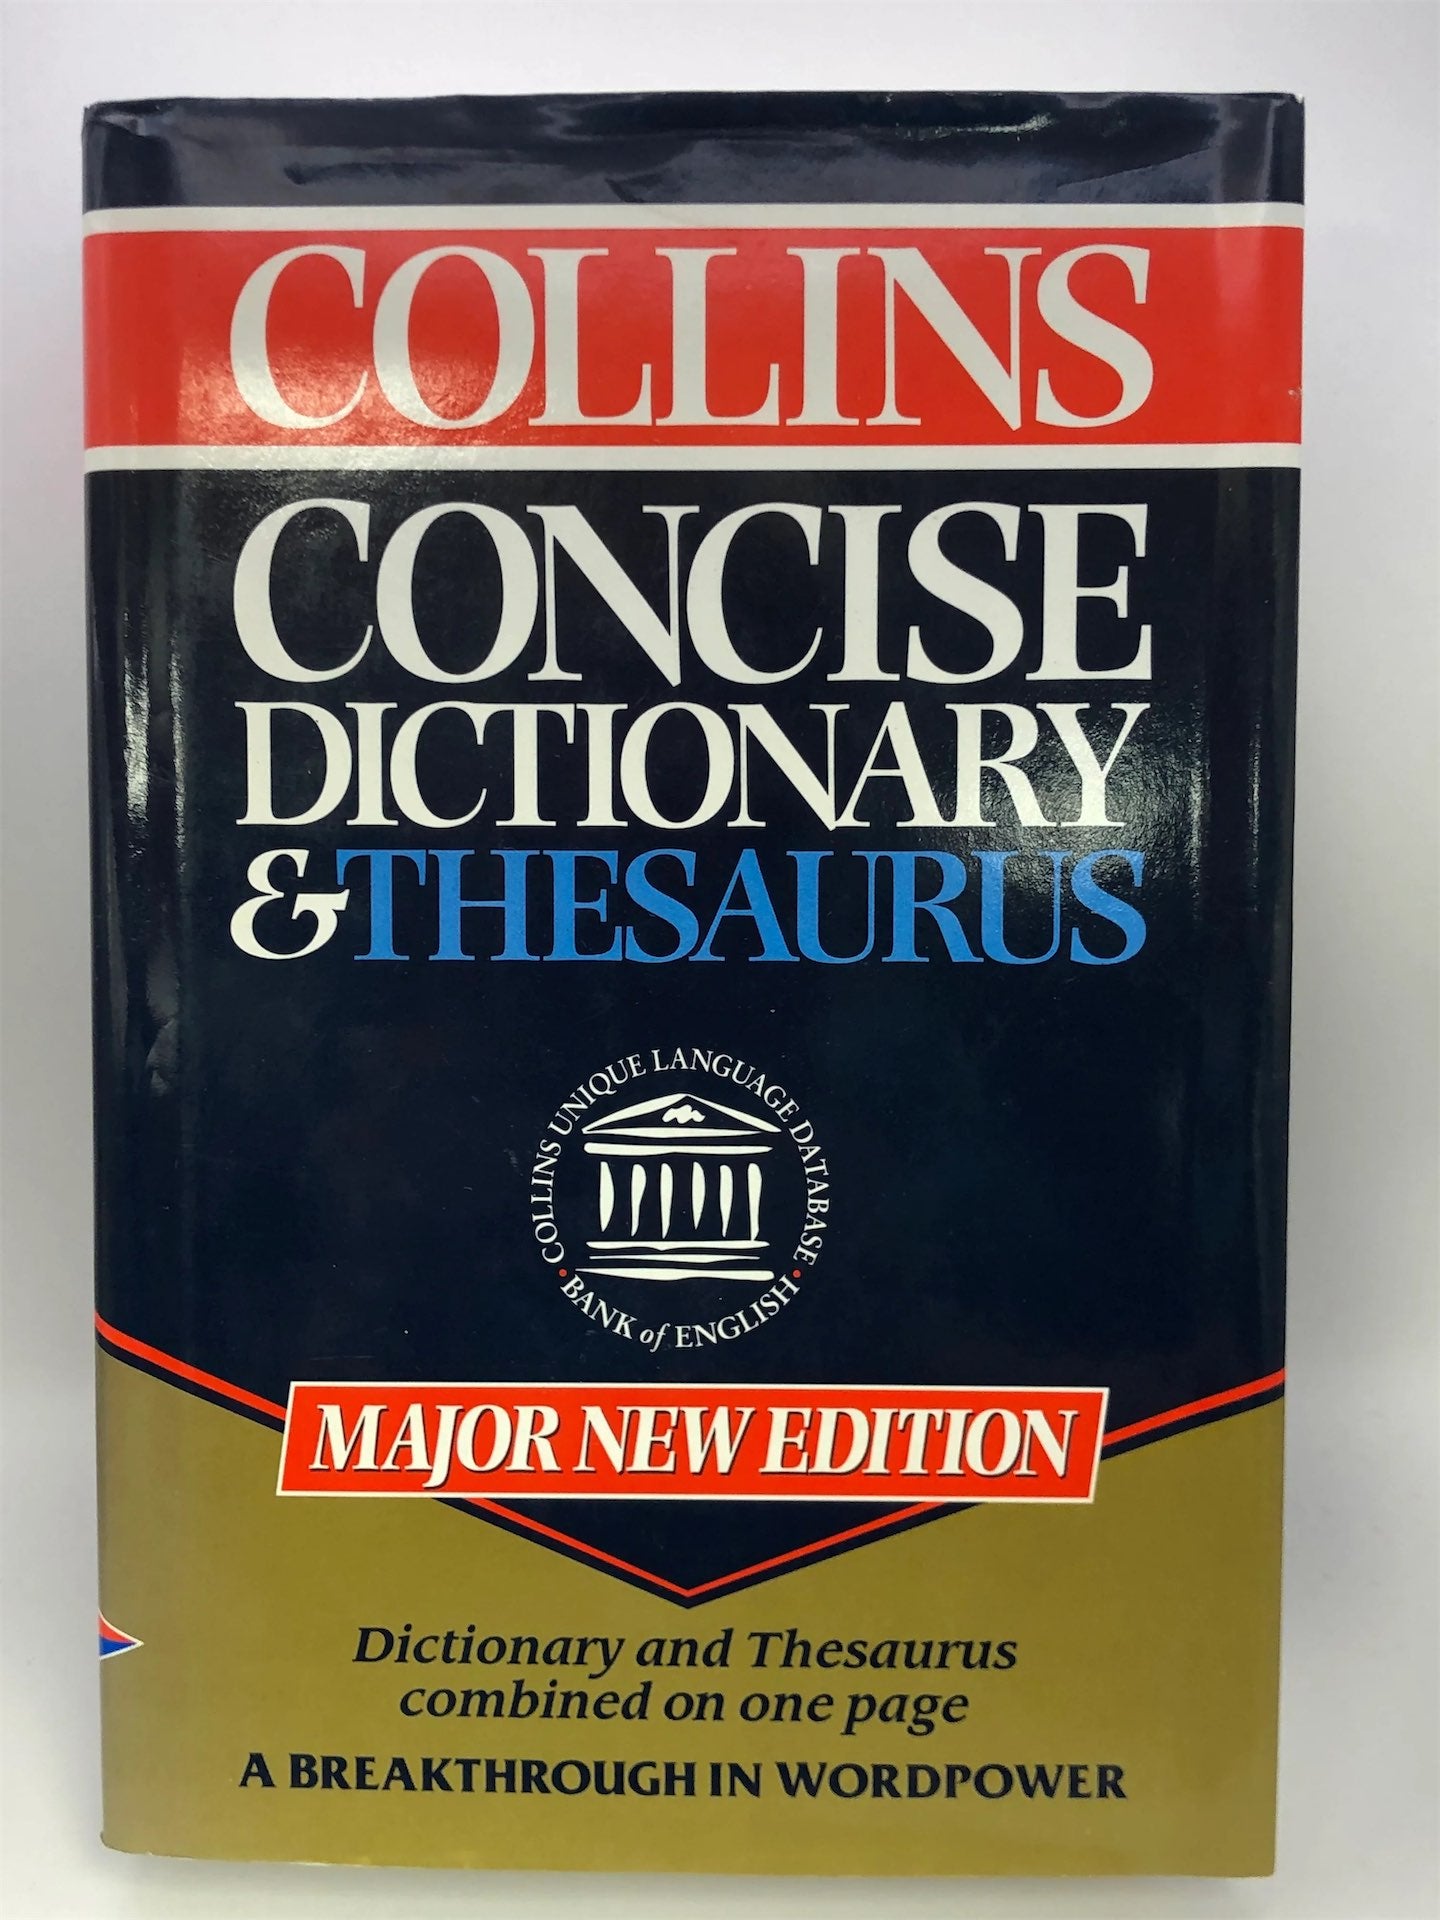 COLLINS
CONCISE
DICTIONARY
& THESAURUS
• COLLINS UNIQUE LANGUAGE DATABASE •
BANK of ENGLISH
MAJOR NEW EDITION
Dictionary and Thesaurus
combined on one page
A BREAKTHROUGH IN WORDPOWER